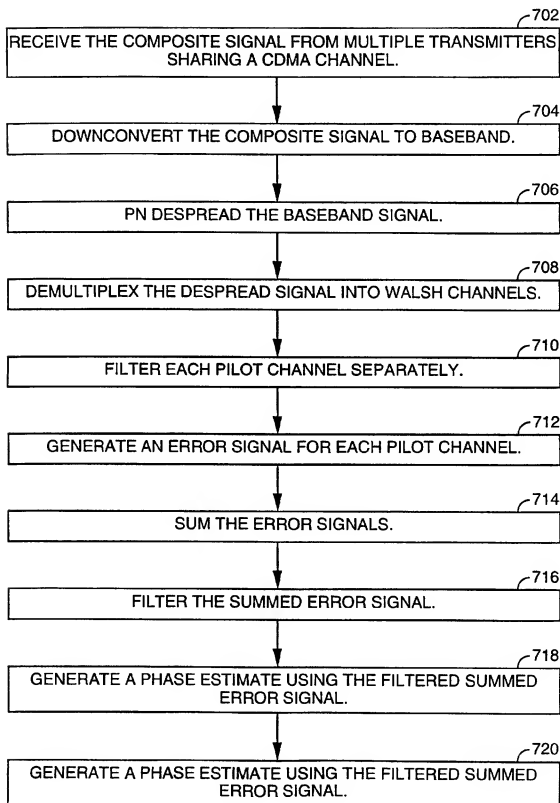 702
RECEIVE THE COMPOSITE SIGNAL FROM MULTIPLE TRANSMITTERS
SHARING A CDMA CHANNEL.
704
DOWNCONVERT THE COMPOSITE SIGNAL TO BASEBAND.
706
PN DESPREAD THE BASEBAND SIGNAL.
708
DEMULTIPLEX THE DESPREAD SIGNAL INTO WALSH CHANNELS.
710
FILTER EACH PILOT CHANNEL SEPARATELY.
712
GENERATE AN ERROR SIGNAL FOR EACH PILOT CHANNEL.
714
SUM THE ERROR SIGNALS.
716
FILTER THE SUMMED ERROR SIGNAL.
718
GENERATE A PHASE ESTIMATE USING THE FILTERED SUMMED
ERROR SIGNAL.
720
GENERATE A PHASE ESTIMATE USING THE FILTERED SUMMED
ERROR SIGNAL.